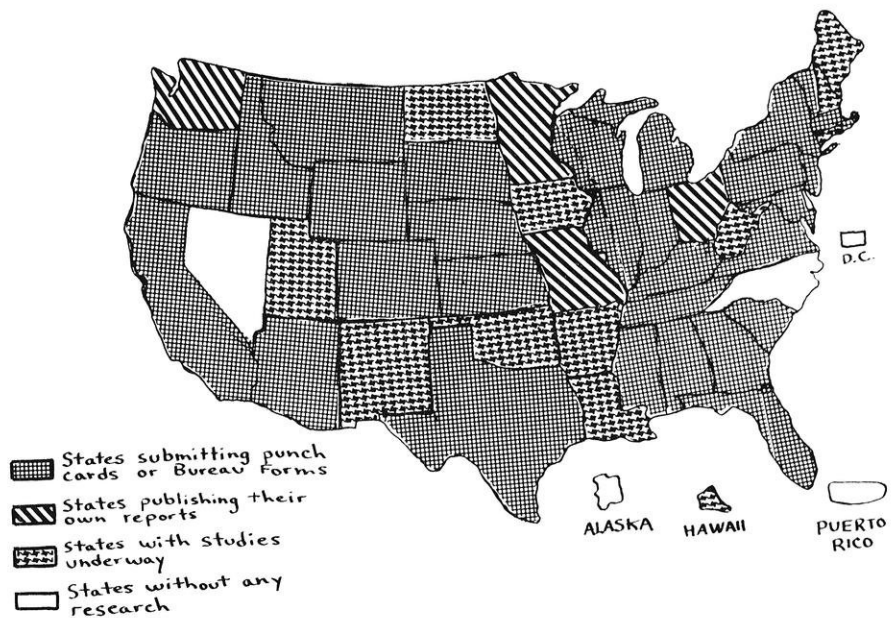 D.C.
States submitting punch
cards or Bureau Forms
States publishing their
own reports
States with studies
underway
States without any
research
ALASKA
HAWAII
PUERTO
RICO